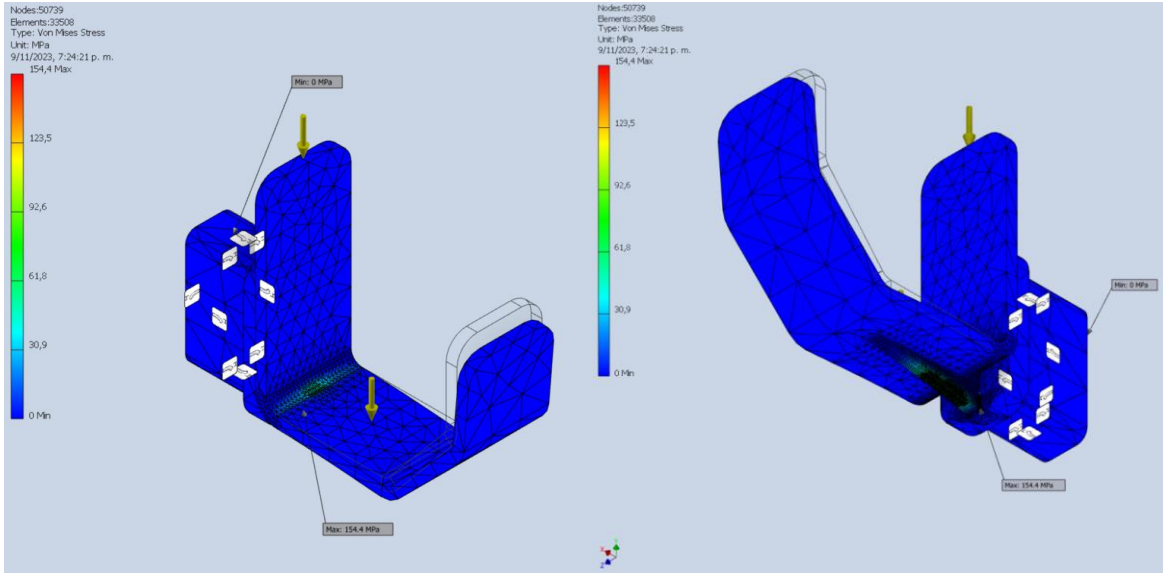 Nodes:50739
Elements:33508
Type: Von Mises Stress
Unit: MPa
9/11/2023, 7:24:21 p. m.
154,4 Max
123,5
92,6
61,8
30,9
0 Min
Min: 0 MPa
Max: 154.4 MPa
Nodes:50739
Elements:33508
Type: Von Mises Stress
Unit: MPa
9/11/2023, 7:24:21 p. m.
154,4 Max
123,5
92,6
61,8
30,9
0 Min
Min: 0 MPa
Max: 154.4 MPa
Y
X
Z